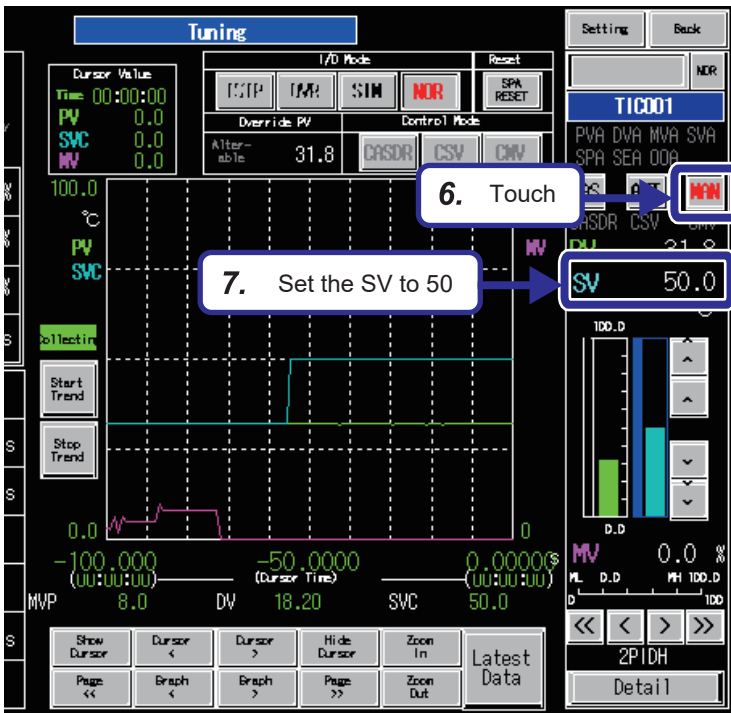 Tuning
Setting
Back
Cursor Value
Time 00:00:00
PV 0.0
SVC 0.0
MV 0.0
I/D Mode
Reset
OVR
SIM
NOR
SPA
RESET
Override PV
Control Mode
Alter-
able
31.8
CASDR
CSV
CMV
NOR
TIC001
PVA DVA MVA SVA
SPA SEA OOA
MAN
CASDR CSV
6. Touch
PV 31.8
SV 50.0
7. Set the SV to 50
100.0
℃
PV
SVC
MV
Collecting
Start
Trend
Stop
Trend
0.0
0
-100.000
-50.0000
0.00000(S
(00:00:00)
(Cursor Time)
(00:00:00)
MVP 8.0
DV 18.20
SVC 50.0
100.0
0.0
MV 0.0 %
ML 0.0
MH 100.0
0
100
<<
<
>
>>
2PIDH
Detail
Show
Cursor
Cursor
<
Cursor
>
Hide
Cursor
Zoom
In
Latest
Data
Page
<<
Graph
<
Graph
>
Page
>>
Zoom
Out
%
%
%
S
S
S
S